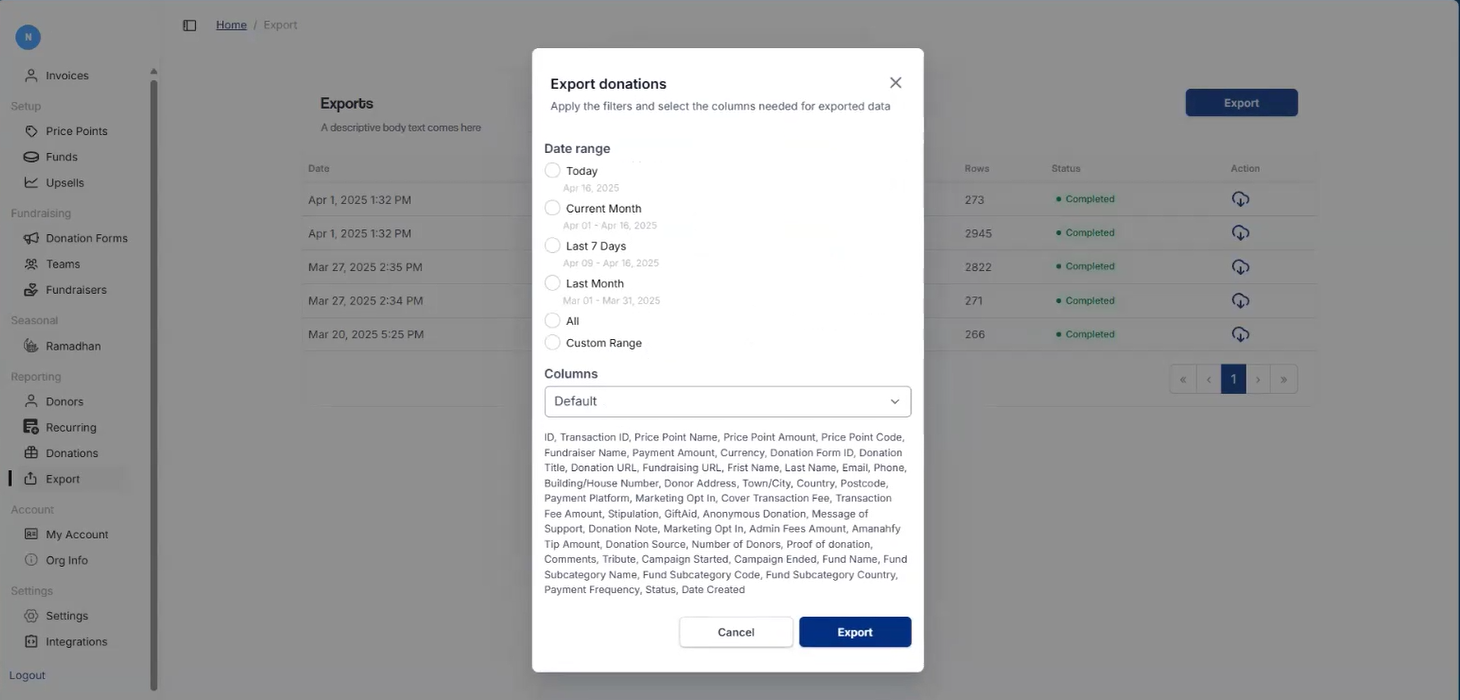 N
Home / Export
Invoices
Setup
Price Points
Funds
Upsells
Fundraising
Donation Forms
Teams
Fundraisers
Seasonal
Ramadhan
Reporting
Donors
Recurring
Donations
Export
Account
My Account
Org Info
Settings
Settings
Integrations
Logout
Exports
A descriptive body text comes here
Export
Date Rows Status Action
Apr 1, 2025 1:32 PM 273 Completed
Apr 1, 2025 1:32 PM 2945 Completed
Mar 27, 2025 2:35 PM 2822 Completed
Mar 27, 2025 2:34 PM 271 Completed
Mar 20, 2025 5:25 PM 266 Completed
« ‹ 1 › »
Export donations
Apply the filters and select the columns needed for exported data
Date range
Today
Apr 16, 2025
Current Month
Apr 01 - Apr 16, 2025
Last 7 Days
Apr 09 - Apr 16, 2025
Last Month
Mar 01 - Mar 31, 2025
All
Custom Range
Columns
Default
ID, Transaction ID, Price Point Name, Price Point Amount, Price Point Code,
Fundraiser Name, Payment Amount, Currency, Donation Form ID, Donation
Title, Donation URL, Fundraising URL, Frist Name, Last Name, Email, Phone,
Building/House Number, Donor Address, Town/City, Country, Postcode,
Payment Platform, Marketing Opt In, Cover Transaction Fee, Transaction
Fee Amount, Stipulation, GiftAid, Anonymous Donation, Message of
Support, Donation Note, Marketing Opt In, Admin Fees Amount, Amanahfy
Tip Amount, Donation Source, Number of Donors, Proof of donation,
Comments, Tribute, Campaign Started, Campaign Ended, Fund Name, Fund
Subcategory Name, Fund Subcategory Code, Fund Subcategory Country,
Payment Frequency, Status, Date Created
Cancel Export